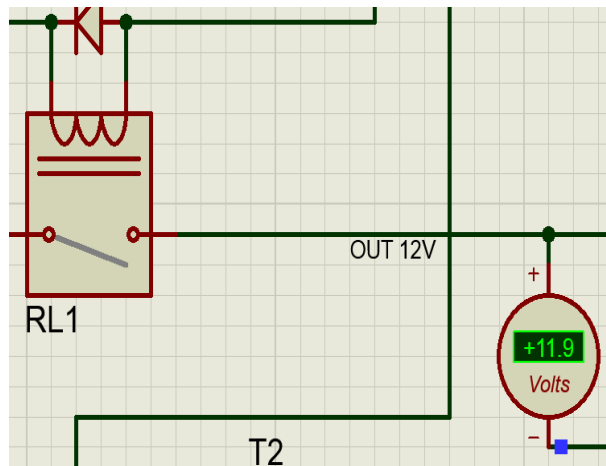 OUT 12V
+
RL1
+11.9
Volts
−
T2